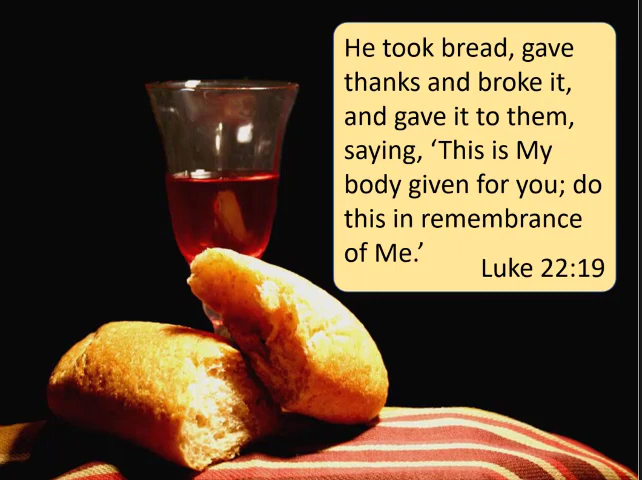 He took bread, gave
thanks and broke it,
and gave it to them,
saying, ‘This is My
body given for you; do
this in remembrance
of Me.’
Luke 22:19